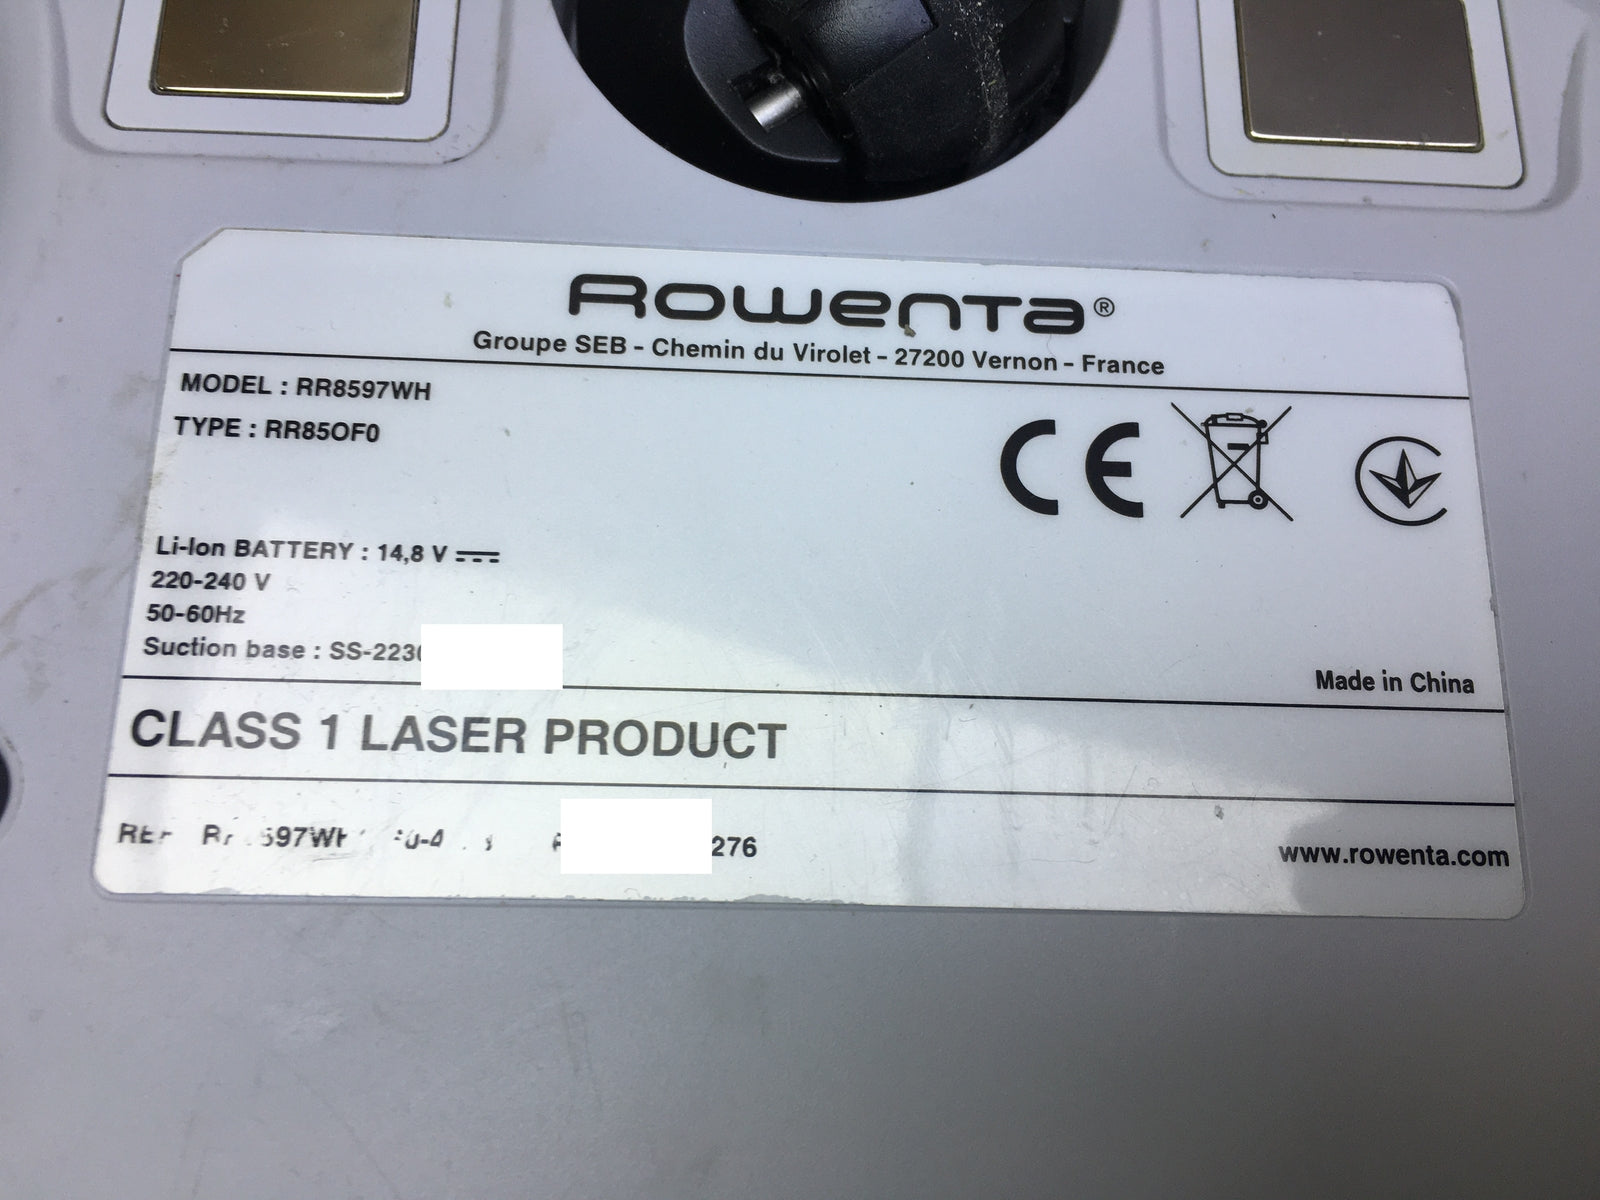 Rowenta®
Groupe SEB - Chemin du Virolet - 27200 Vernon - France
MODEL : RR8597WH
TYPE : RR85OF0
CE
Li-Ion BATTERY : 14,8 V
220-240 V
50-60Hz
Suction base : SS-223
Made in China
CLASS 1 LASER PRODUCT
276
www.rowenta.com